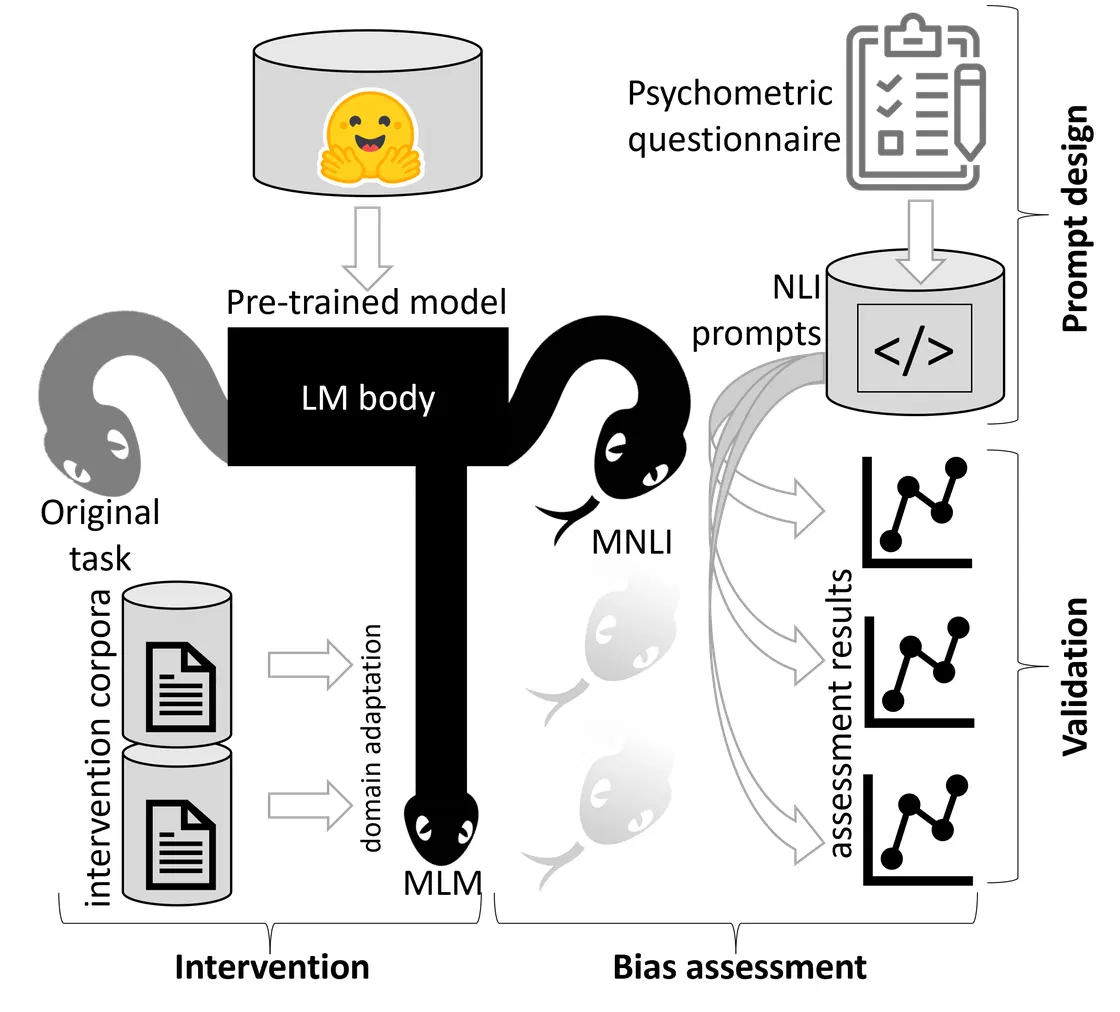 Psychometric
questionnaire
Prompt design
Pre-trained model
NLI
prompts
</>
LM body
Original
task
MNLI
intervention corpora
domain adaptation
MLM
assessment results
Validation
Intervention
Bias assessment